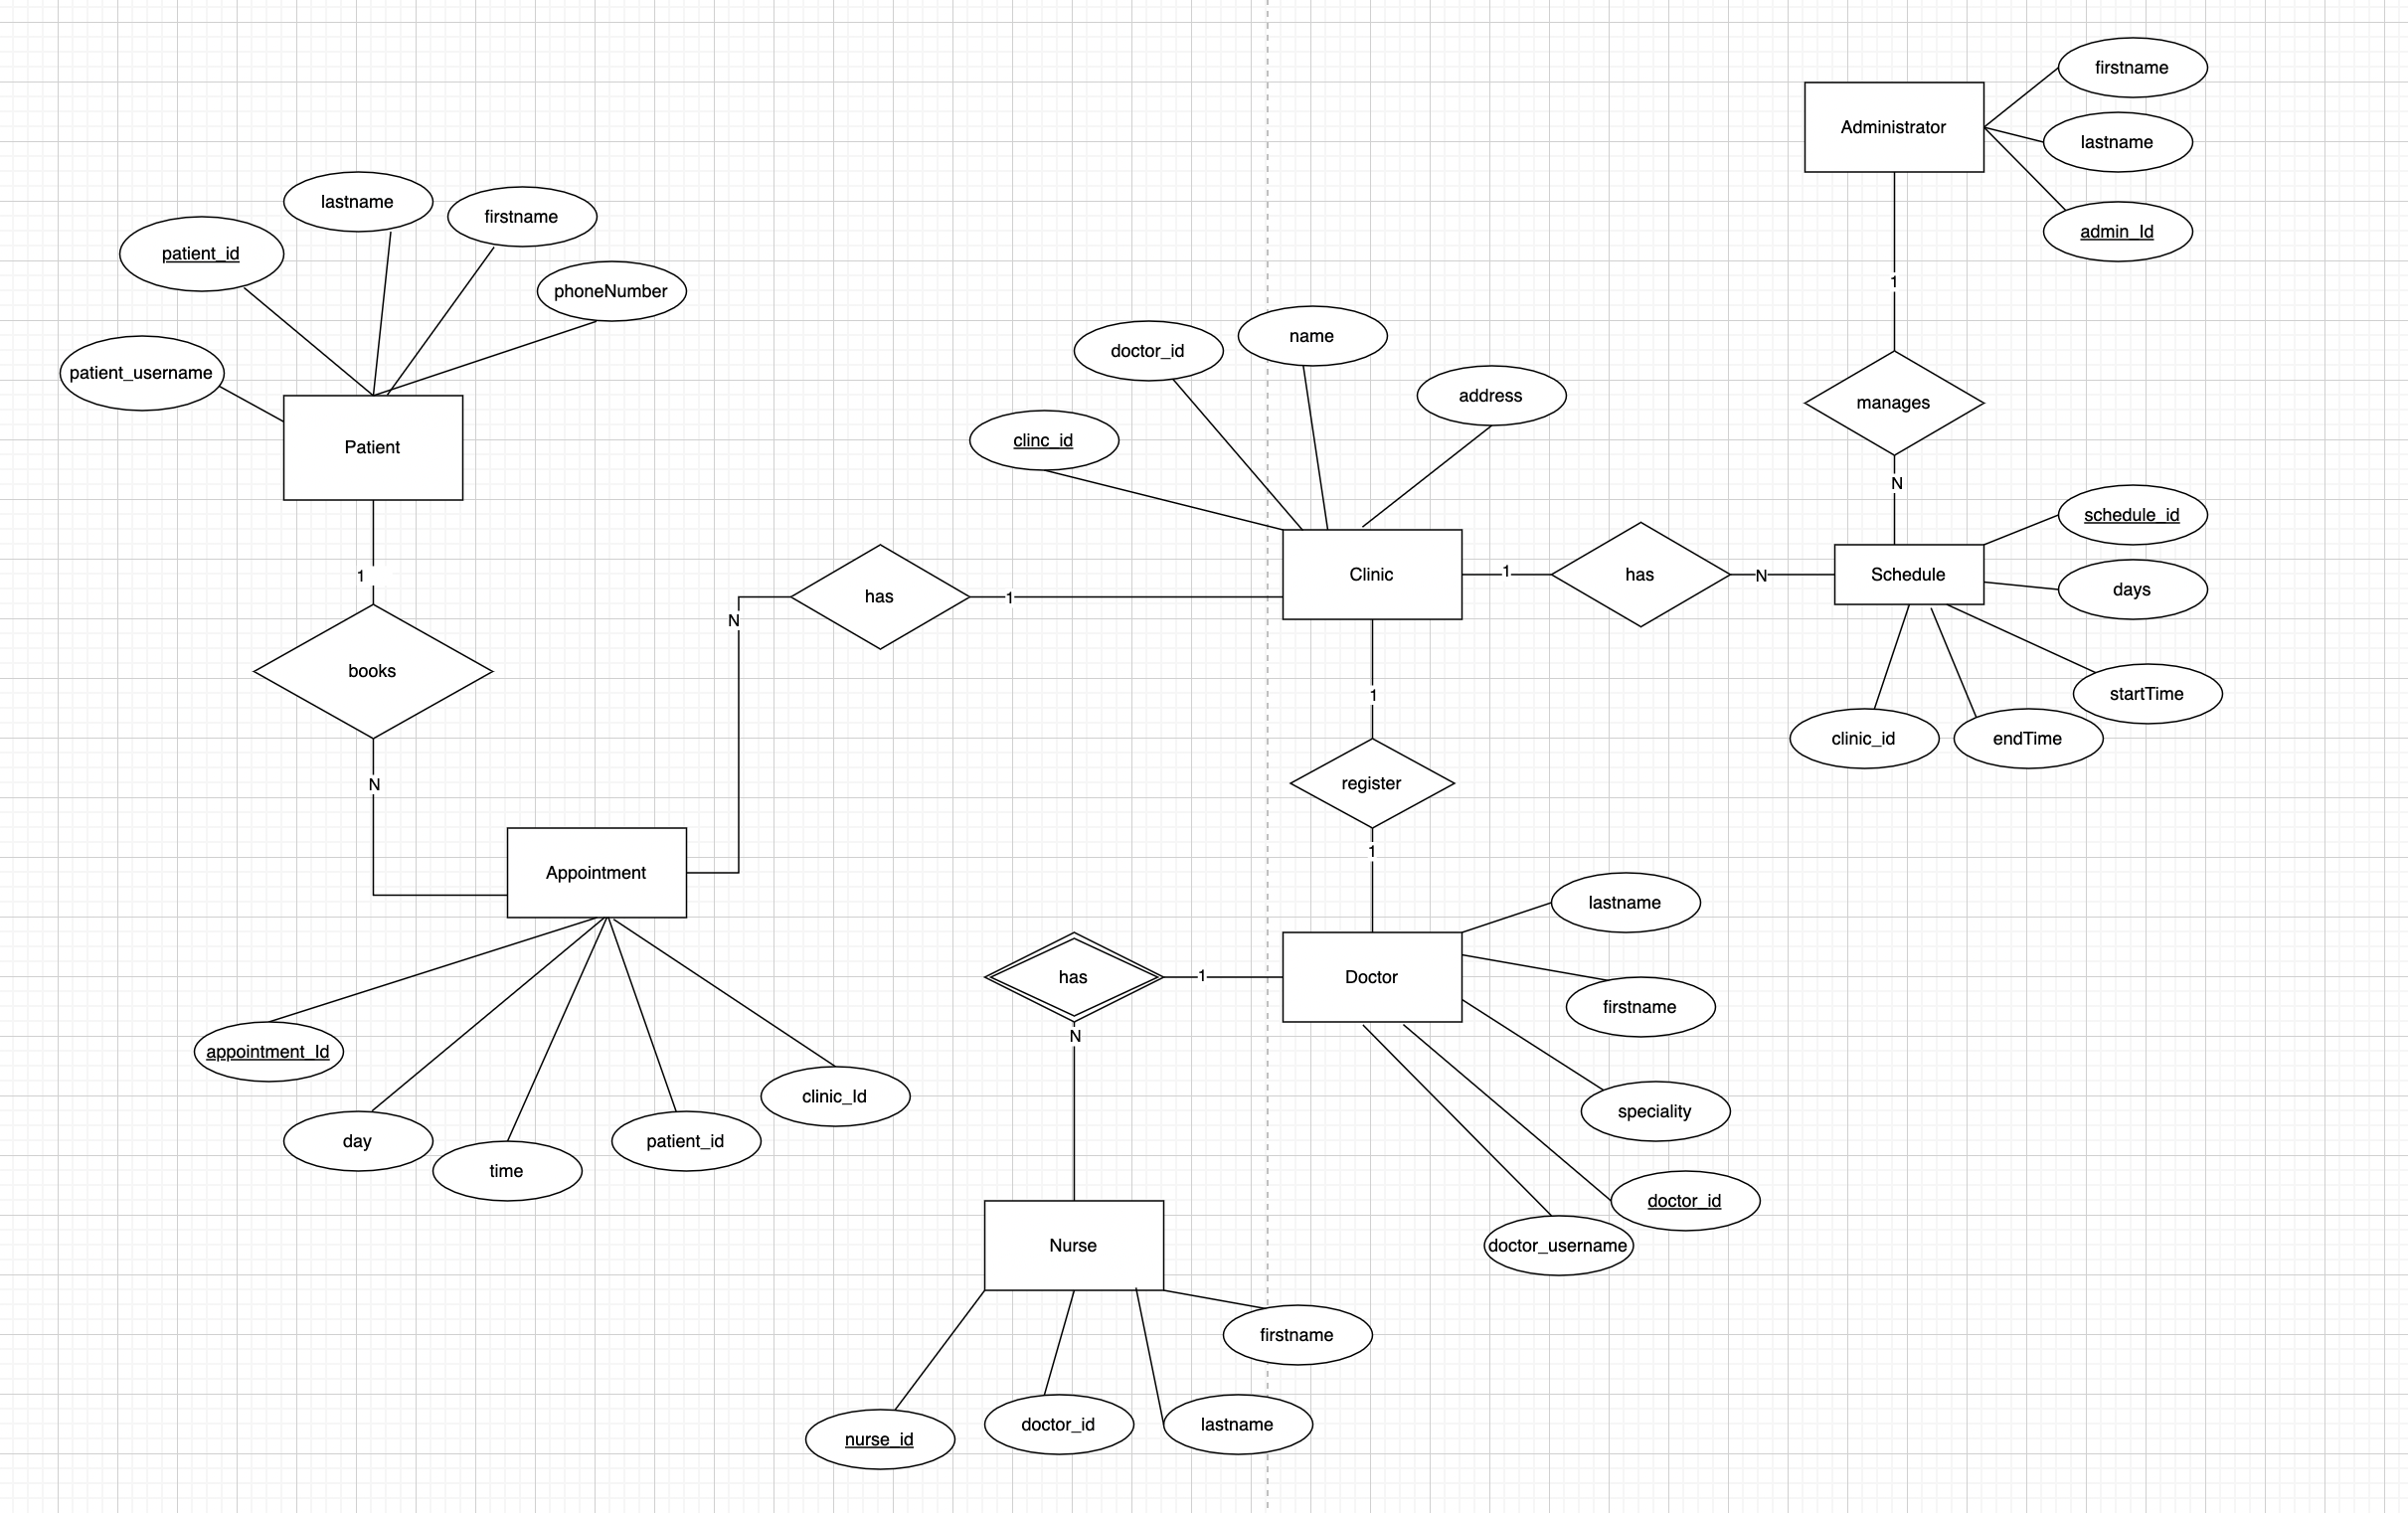 firstname
Administrator
lastname
admin_Id
lastname
firstname
patient_id
phoneNumber
patient_username
Patient
1
books
N
1
manages
N
doctor_id
name
address
clinc_id
Clinic
1
has
N
Schedule
schedule_id
days
startTime
endTime
clinic_id
N
has
1
1
register
1
Appointment
appointment_Id
day
time
patient_id
clinic_Id
has
1
Doctor
lastname
firstname
speciality
doctor_id
doctor_username
N
Nurse
firstname
lastname
doctor_id
nurse_id